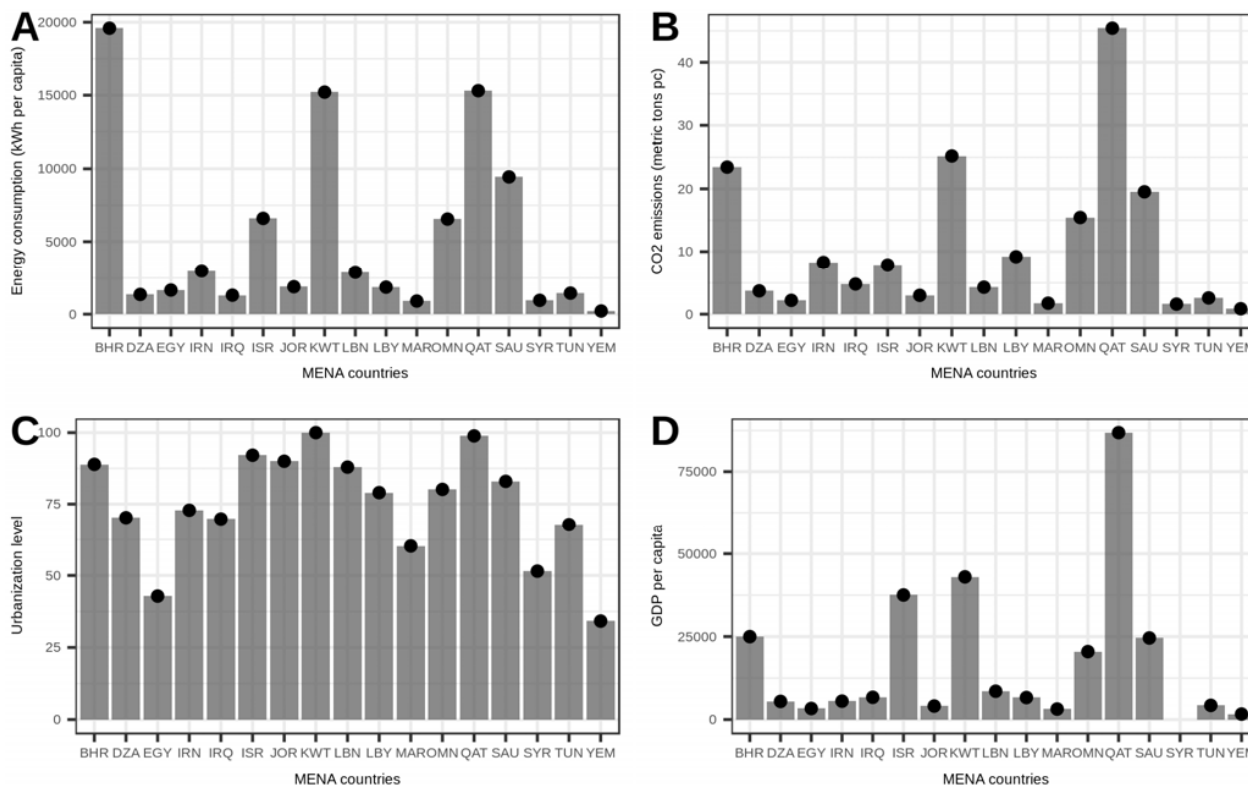 A
Energy consumption (kWh per capita)
20000
15000
10000
5000
0
BHR DZA EGY IRN IRQ ISR JOR KWT LBN LBY MAR OMN QAT SAU SYR TUN YEM
MENA countries
B
CO2 emissions (metric tons pc)
40
30
20
10
0
BHR DZA EGY IRN IRQ ISR JOR KWT LBN LBY MAR OMN QAT SAU SYR TUN YEM
MENA countries
C
Urbanization level
100
75
50
25
0
BHR DZA EGY IRN IRQ ISR JOR KWT LBN LBY MAR OMN QAT SAU SYR TUN YEM
MENA countries
D
GDP per capita
75000
50000
25000
0
BHR DZA EGY IRN IRQ ISR JOR KWT LBN LBY MAR OMN QAT SAU SYR TUN YEM
MENA countries